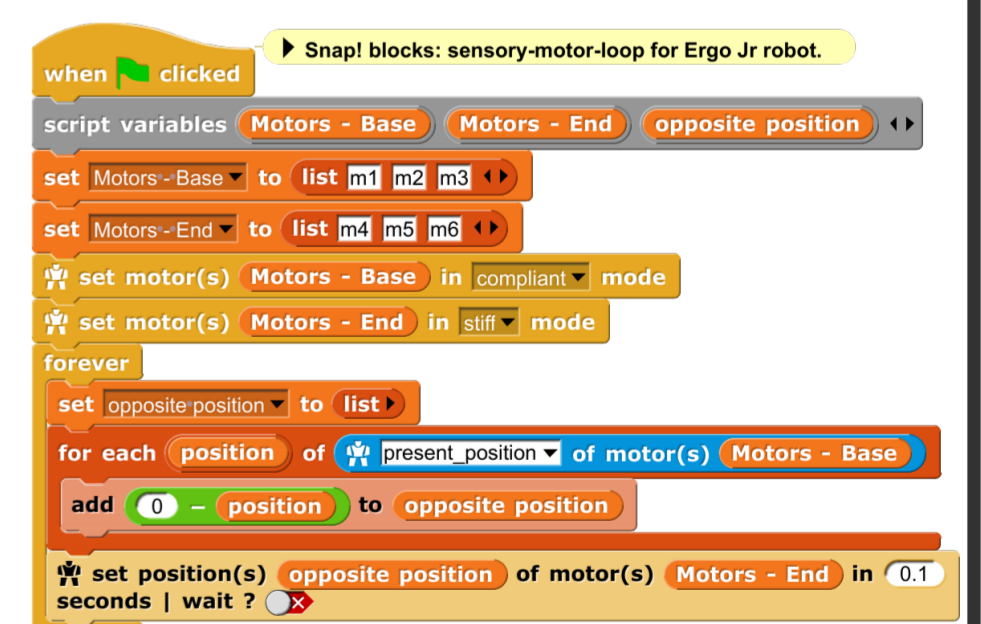 Snap! blocks: sensory-motor-loop for Ergo Jr robot.
when clicked
script variables Motors - Base Motors - End opposite position
set Motors - Base to list m1 m2 m3
set Motors - End to list m4 m5 m6
set motor(s) Motors - Base in compliant mode
set motor(s) Motors - End in stiff mode
forever
set opposite position to list
for each position of present_position of motor(s) Motors - Base
add 0 - position to opposite position
set position(s) opposite position of motor(s) Motors - End in 0.1
seconds | wait ?